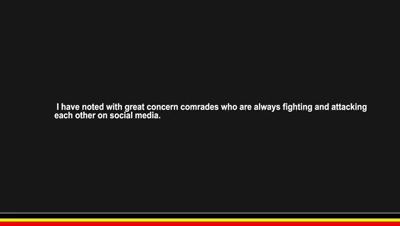 I have noted with great concern comrades who are always fighting and attacking
each other on social media.